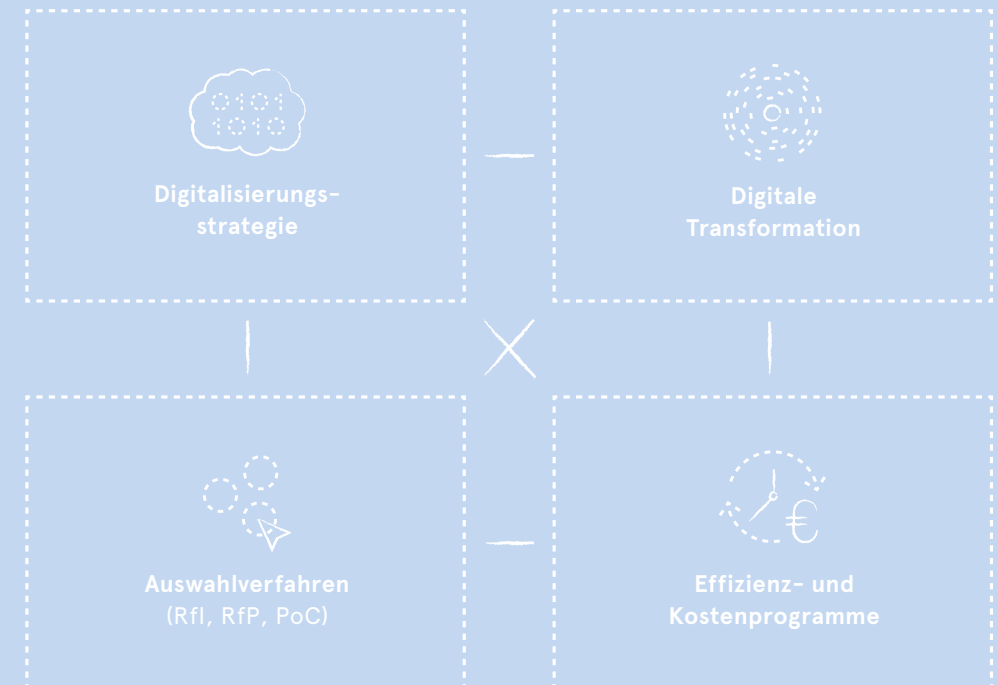 0101
1010
Digitalisierungs-
strategie
Digitale
Transformation
Auswahlverfahren
(RfI, RfP, PoC)
€
Effizienz- und
Kostenprogramme